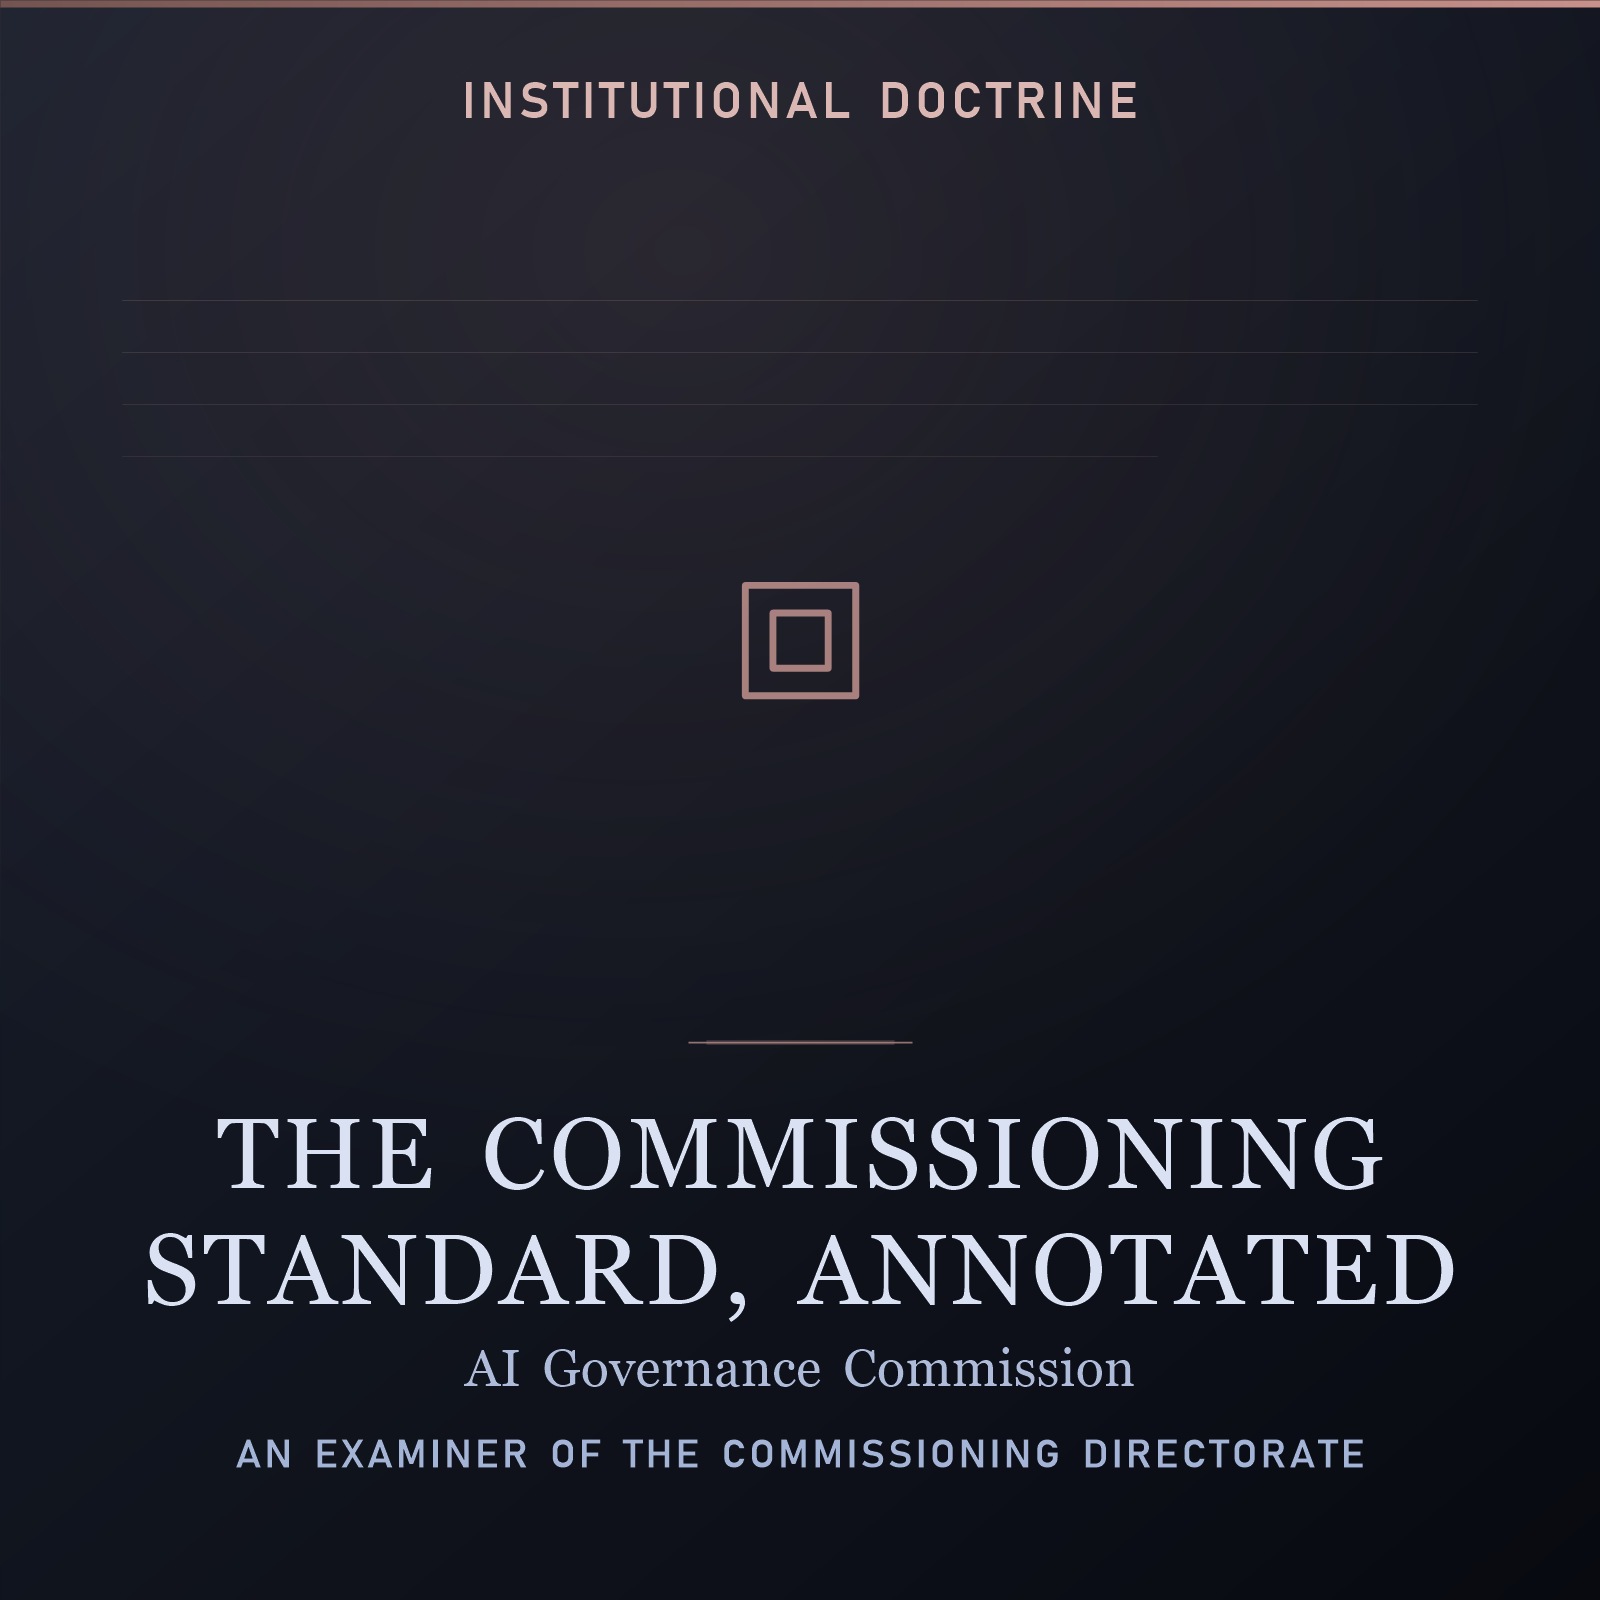 INSTITUTIONAL DOCTRINE
THE COMMISSIONING
STANDARD, ANNOTATED
AI Governance Commission
AN EXAMINER OF THE COMMISSIONING DIRECTORATE